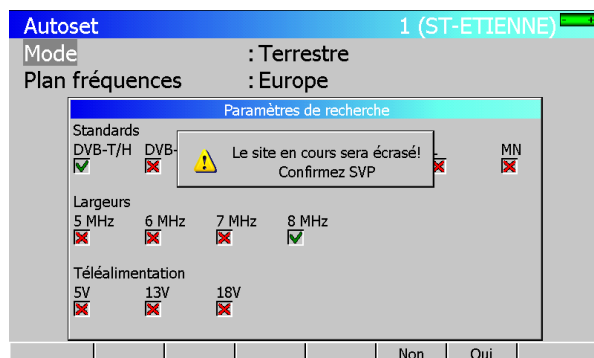 Autoset 1 (ST-ETIENNE)
Mode : Terrestre
Plan fréquences : Europe
Paramètres de recherche
Standards
DVB-T/H DVB- L MN
Le site en cours sera écrasé!
Confirmez SVP
Largeurs
5 MHz 6 MHz 7 MHz 8 MHz
Téléalimentation
5V 13V 18V
Non Oui